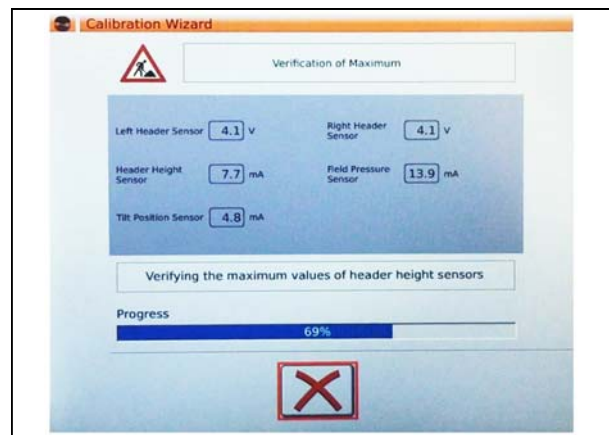 Calibration Wizard
Verification of Maximum
Left Header Sensor 4.1 V
Right Header
Sensor 4.1 V
Header Height
Sensor 7.7 mA
Field Pressure
Sensor 13.9 mA
Tilt Position Sensor 4.8 mA
Verifying the maximum values of header height sensors
Progress
69%